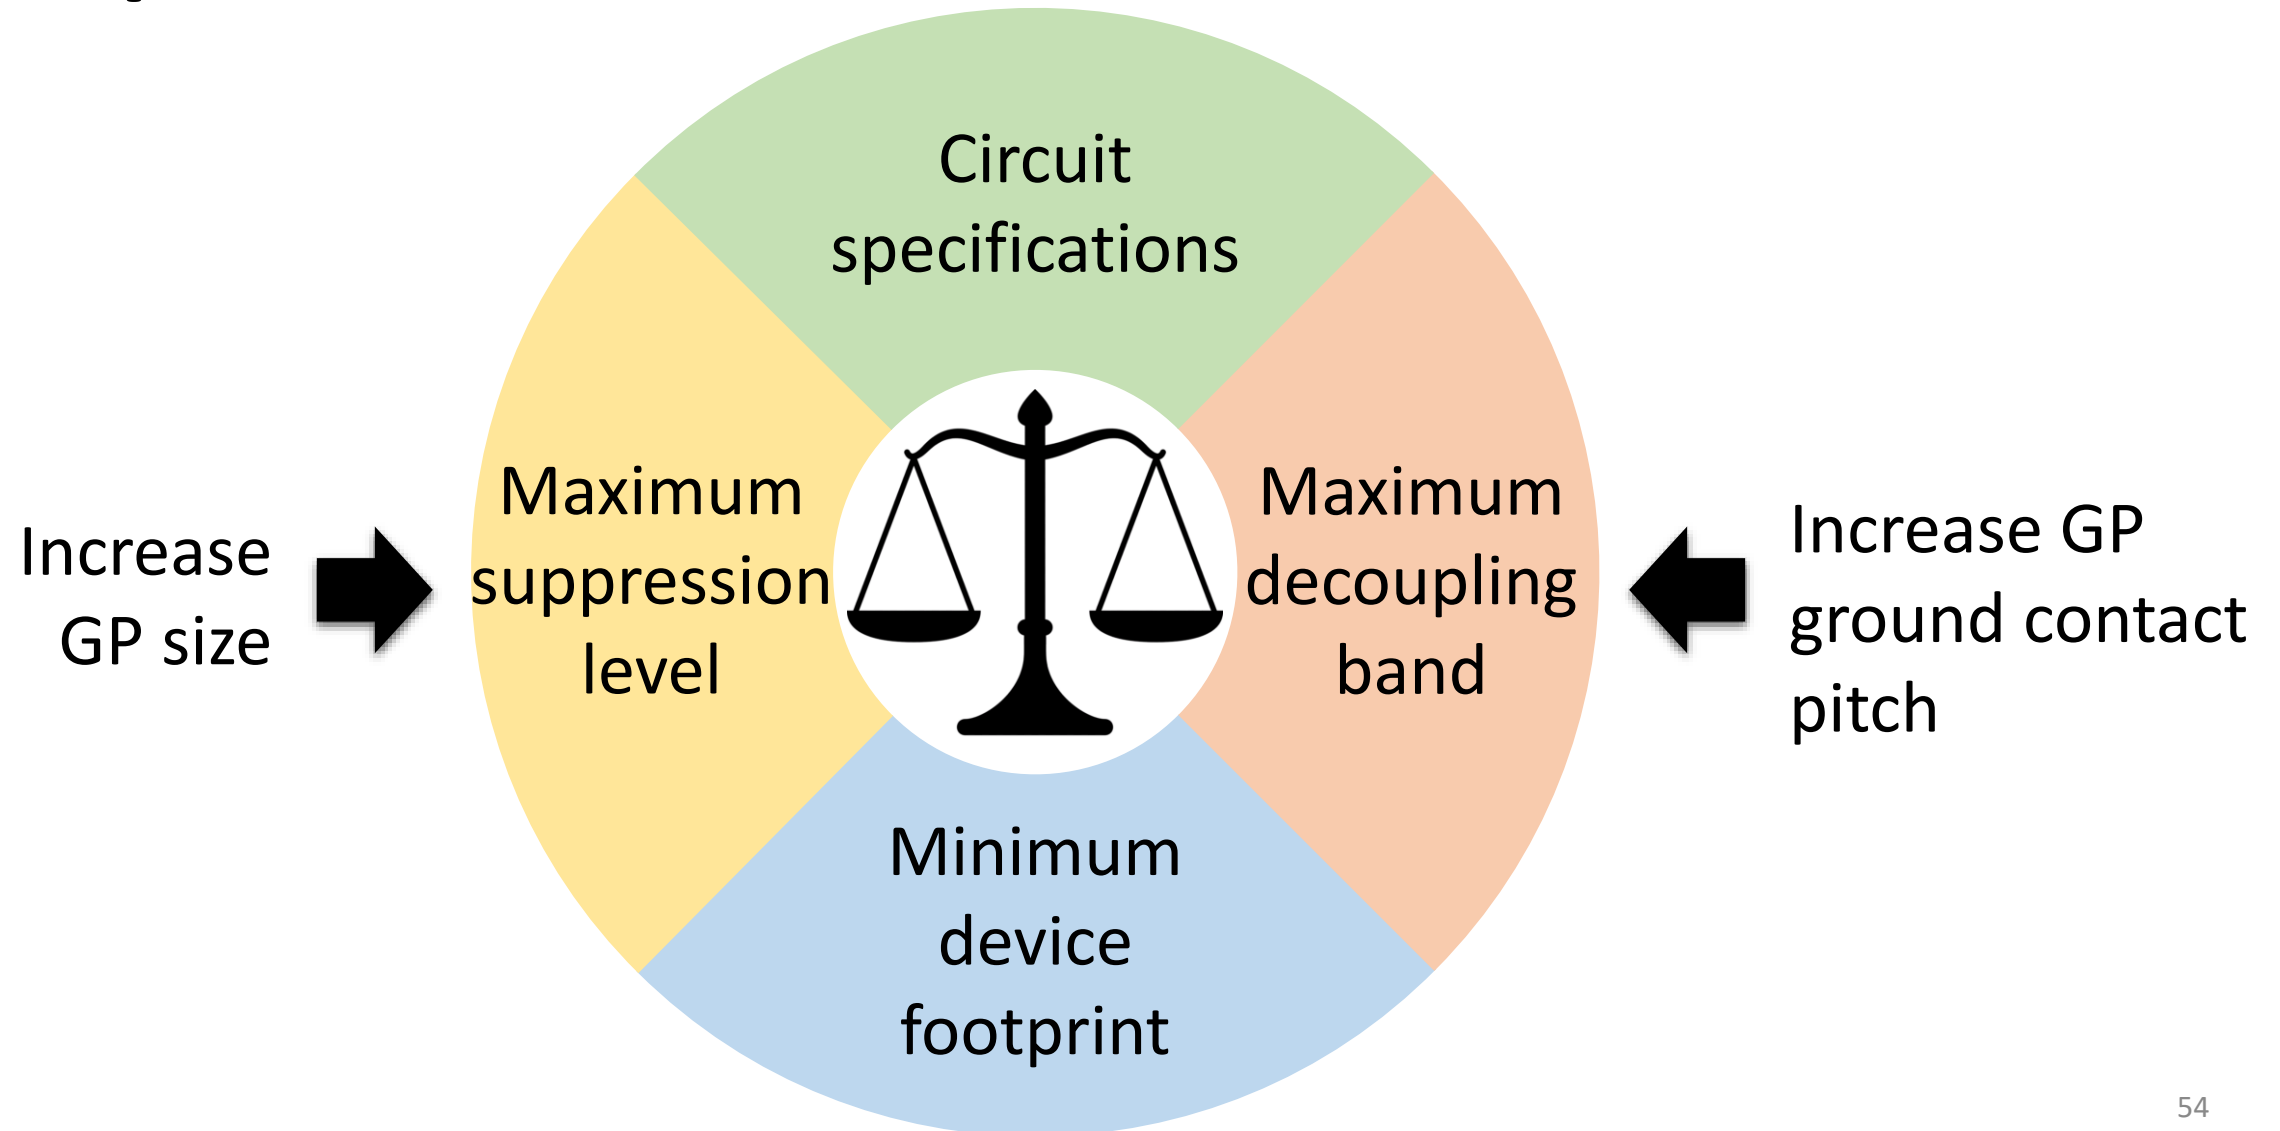 Circuit
specifications
Maximum
suppression
level
Maximum
decoupling
band
Increase
GP size
Increase GP
ground contact
pitch
Minimum
device
footprint
54